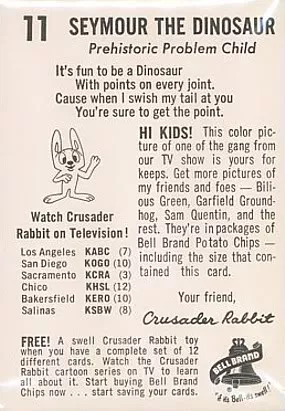 11 SEYMOUR THE DINOSAUR
Prehistoric Problem Child
It's fun to be a Dinosaur
With points on every joint.
Cause when I swish my tail at you
You're sure to get the point.
HI KIDS! This color pic-
ture of one of the gang from
our TV show is yours for
keeps. Get more pictures of
my friends and foes — Bili-
ous Green, Garfield Ground-
hog, Sam Quentin, and the
rest. They're in packages of
Bell Brand Potato Chips —
including the size that con-
tained this card.
Your friend,
Crusader Rabbit
Watch Crusader
Rabbit on Television!
Los Angeles KABC (7)
San Diego KOGO (10)
Sacramento KCRA (3)
Chico KHSL (12)
Bakersfield KERO (10)
Salinas KSBW (8)
FREE! A swell Crusader Rabbit toy
when you have a complete set of 12
different cards. Watch the Crusader
Rabbit cartoon series on TV to
learn all about it. Start buying Bell
Brand Chips now . . . start saving your cards.
BELL BRAND
"if it's Bell-it's swell!"